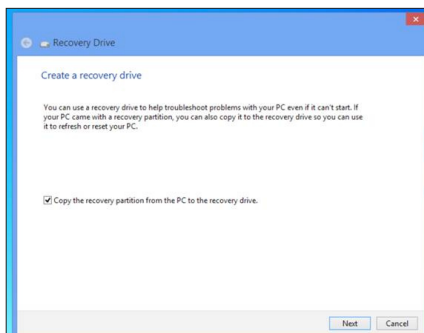 Recovery Drive
Create a recovery drive
You can use a recovery drive to help troubleshoot problems with your PC even if it can't start. If
your PC came with a recovery partition, you can also copy it to the recovery drive so you can use
it to refresh or reset your PC.
Copy the recovery partition from the PC to the recovery drive.
Next Cancel